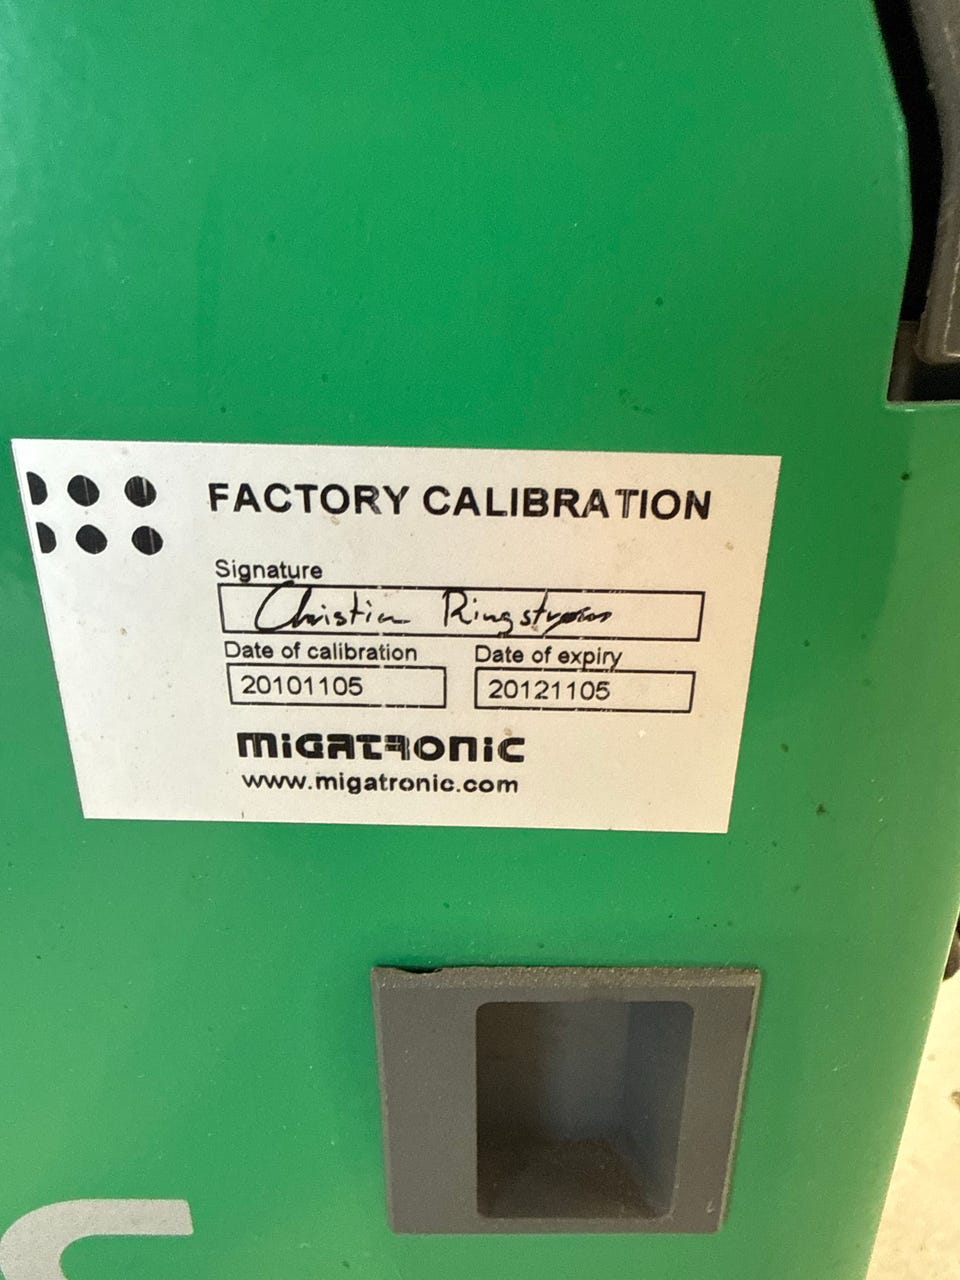 FACTORY CALIBRATION
Signature
Christian Ringstrøm
Date of calibration Date of expiry
20101105 20121105
MIGATRONIC
www.migatronic.com
S